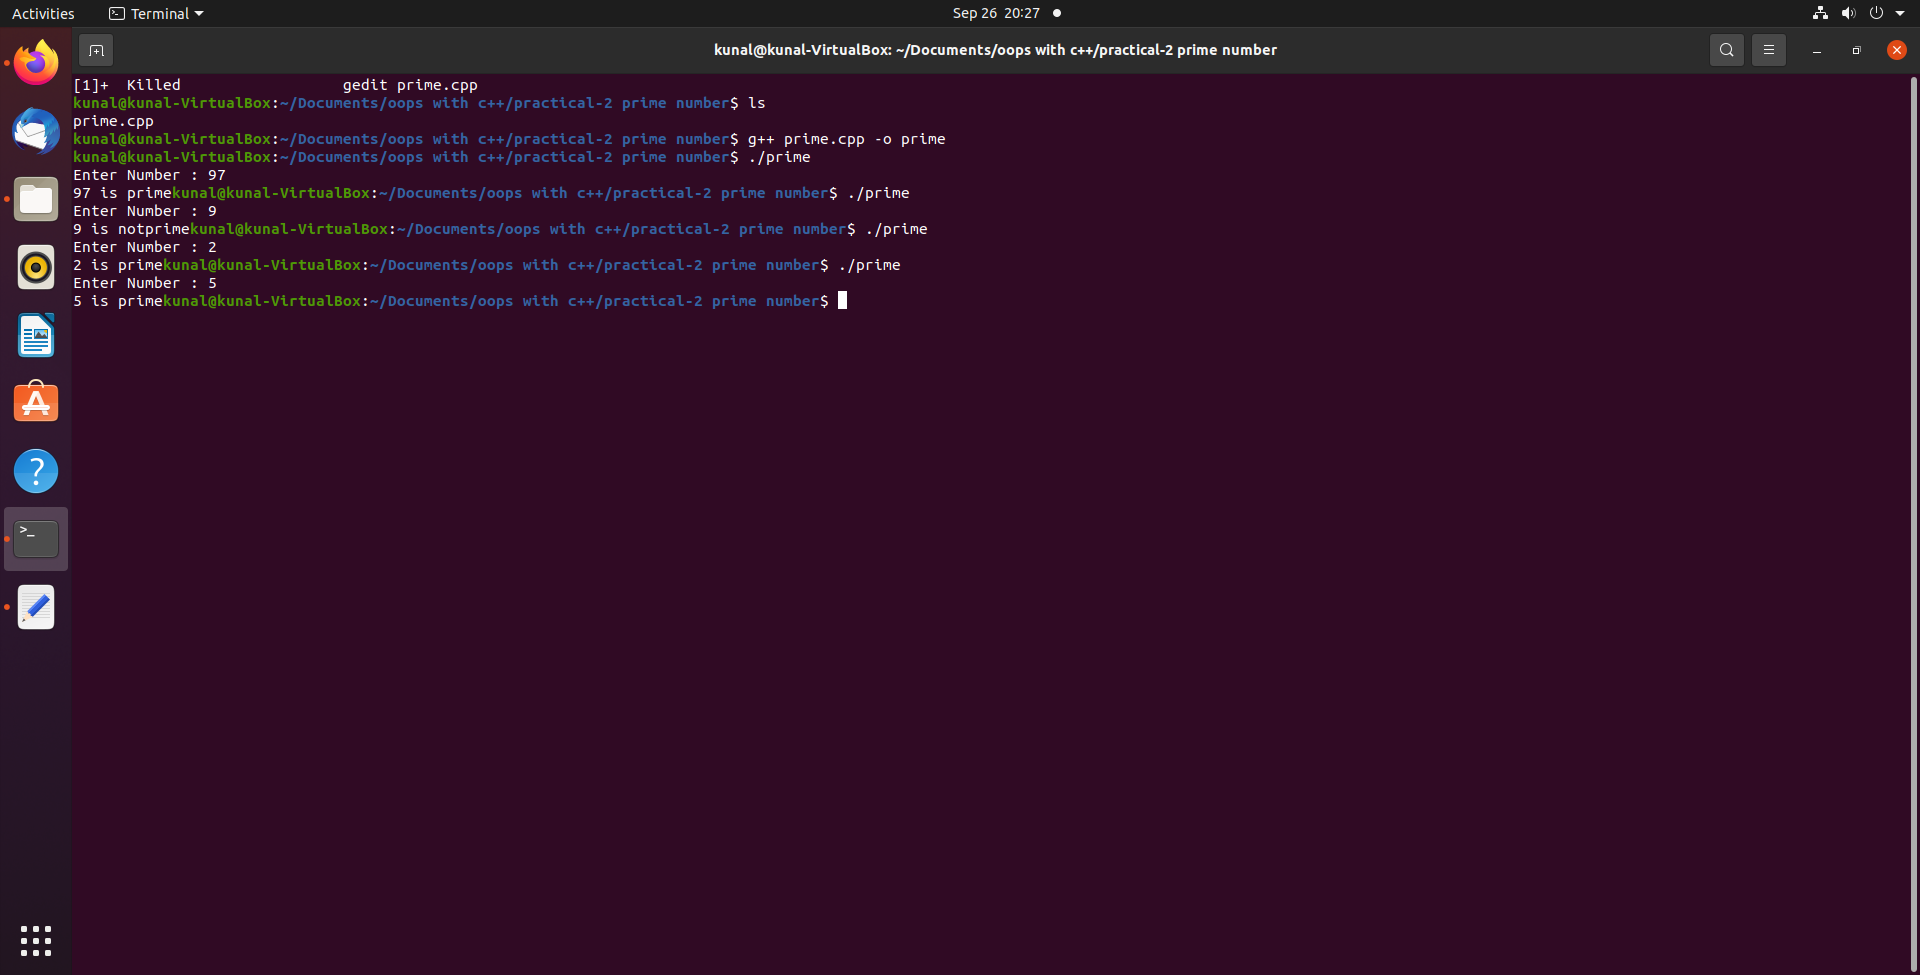 Activities Terminal Sep 26 20:27
kunal@kunal-VirtualBox: ~/Documents/oops with c++/practical-2 prime number
[1]+  Killed                  gedit prime.cpp
kunal@kunal-VirtualBox:~/Documents/oops with c++/practical-2 prime number$ ls
prime.cpp
kunal@kunal-VirtualBox:~/Documents/oops with c++/practical-2 prime number$ g++ prime.cpp -o prime
kunal@kunal-VirtualBox:~/Documents/oops with c++/practical-2 prime number$ ./prime
Enter Number : 97
97 is primekunal@kunal-VirtualBox:~/Documents/oops with c++/practical-2 prime number$ ./prime
Enter Number : 9
9 is notprimekunal@kunal-VirtualBox:~/Documents/oops with c++/practical-2 prime number$ ./prime
Enter Number : 2
2 is primekunal@kunal-VirtualBox:~/Documents/oops with c++/practical-2 prime number$ ./prime
Enter Number : 5
5 is primekunal@kunal-VirtualBox:~/Documents/oops with c++/practical-2 prime number$